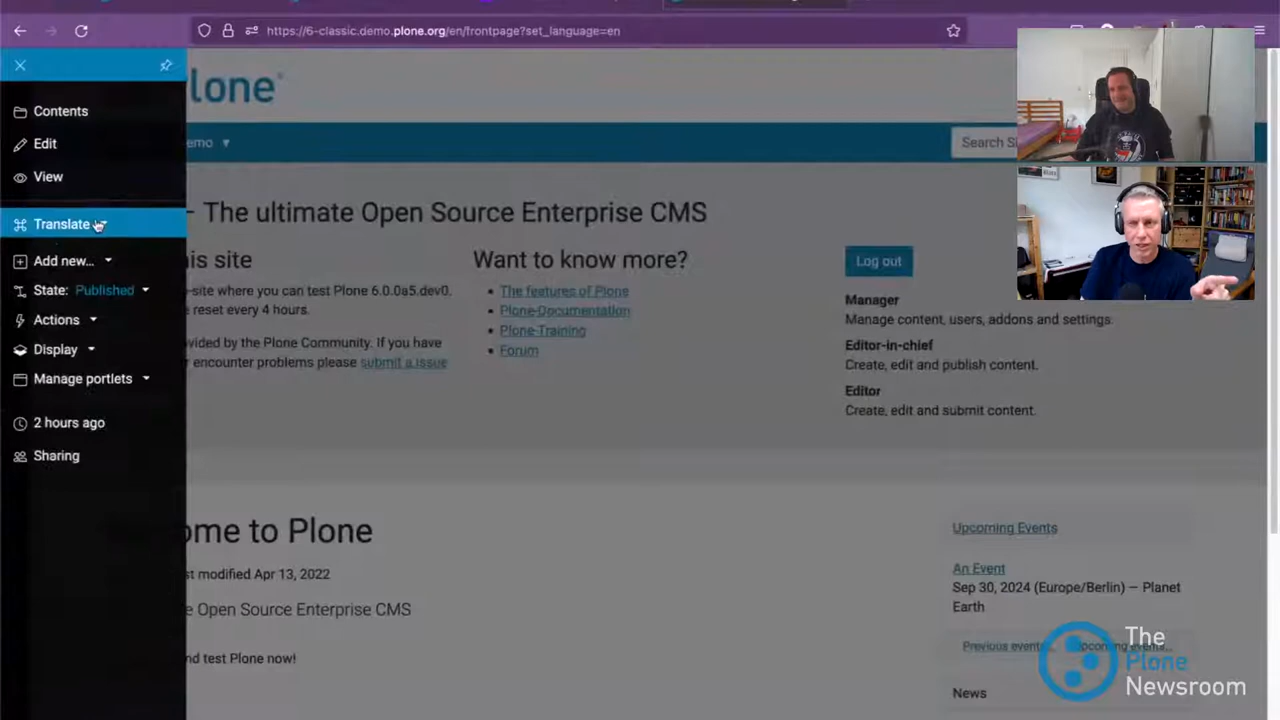 https://6-classic.demo.plone.org/en/frontpage?set_language=en
lone
Contents
Edit
View
Translate
Add new...
State: Published
Actions
Display
Manage portlets
2 hours ago
Sharing
emo
Search
The ultimate Open Source Enterprise CMS
his site
-site where you can test Plone 6.0.0a5.dev0.
e reset every 4 hours.
vided by the Plone Community. If you have
encounter problems please submit a issue
Want to know more?
The features of Plone
Plone-Documentation
Plone-Training
Forum
Log out
Manager
Manage content, users, addons and settings.
Editor-in-chief
Create, edit and publish content.
Editor
Create, edit and submit content.
ome to Plone
st modified Apr 13, 2022
e Open Source Enterprise CMS
nd test Plone now!
Upcoming Events
An Event
Sep 30, 2024 (Europe/Berlin) — Planet
Earth
Previous events...
Upcoming events...
News
The
Plone
Newsroom